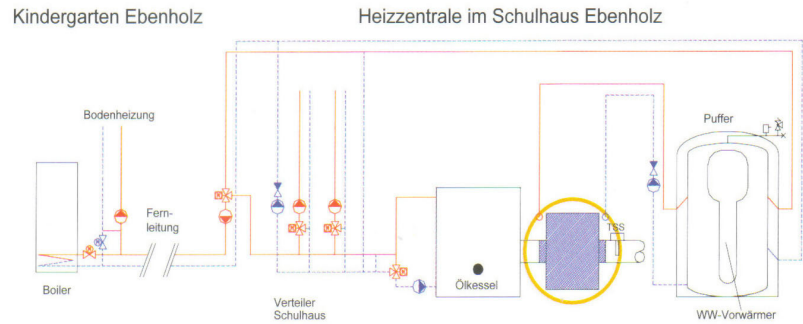 Kindergarten Ebenholz
Heizzentrale im Schulhaus Ebenholz
Bodenheizung
Puffer
Fern-
leitung
TSS
Boiler
Verteiler
Schulhaus
Ölkessel
WW-Vorwärmer